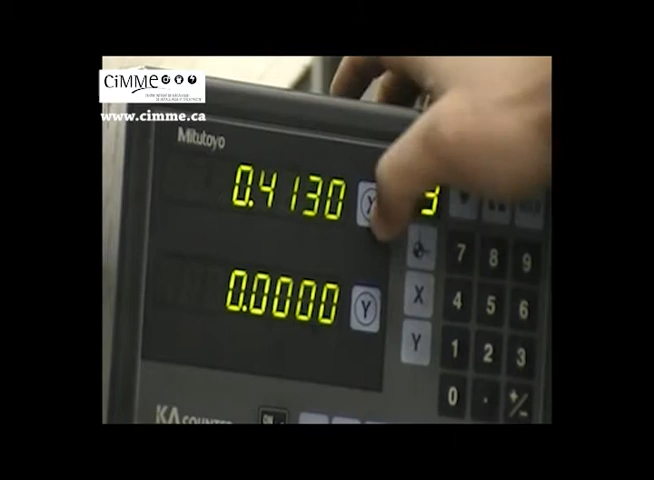 CiMME
www.cimme.ca
Mitutoyo
0.4130
Y
3
0.0000
Y
7 8 9
X 4 5 6
Y 1 2 3
0 . +/-
KA COUNTER